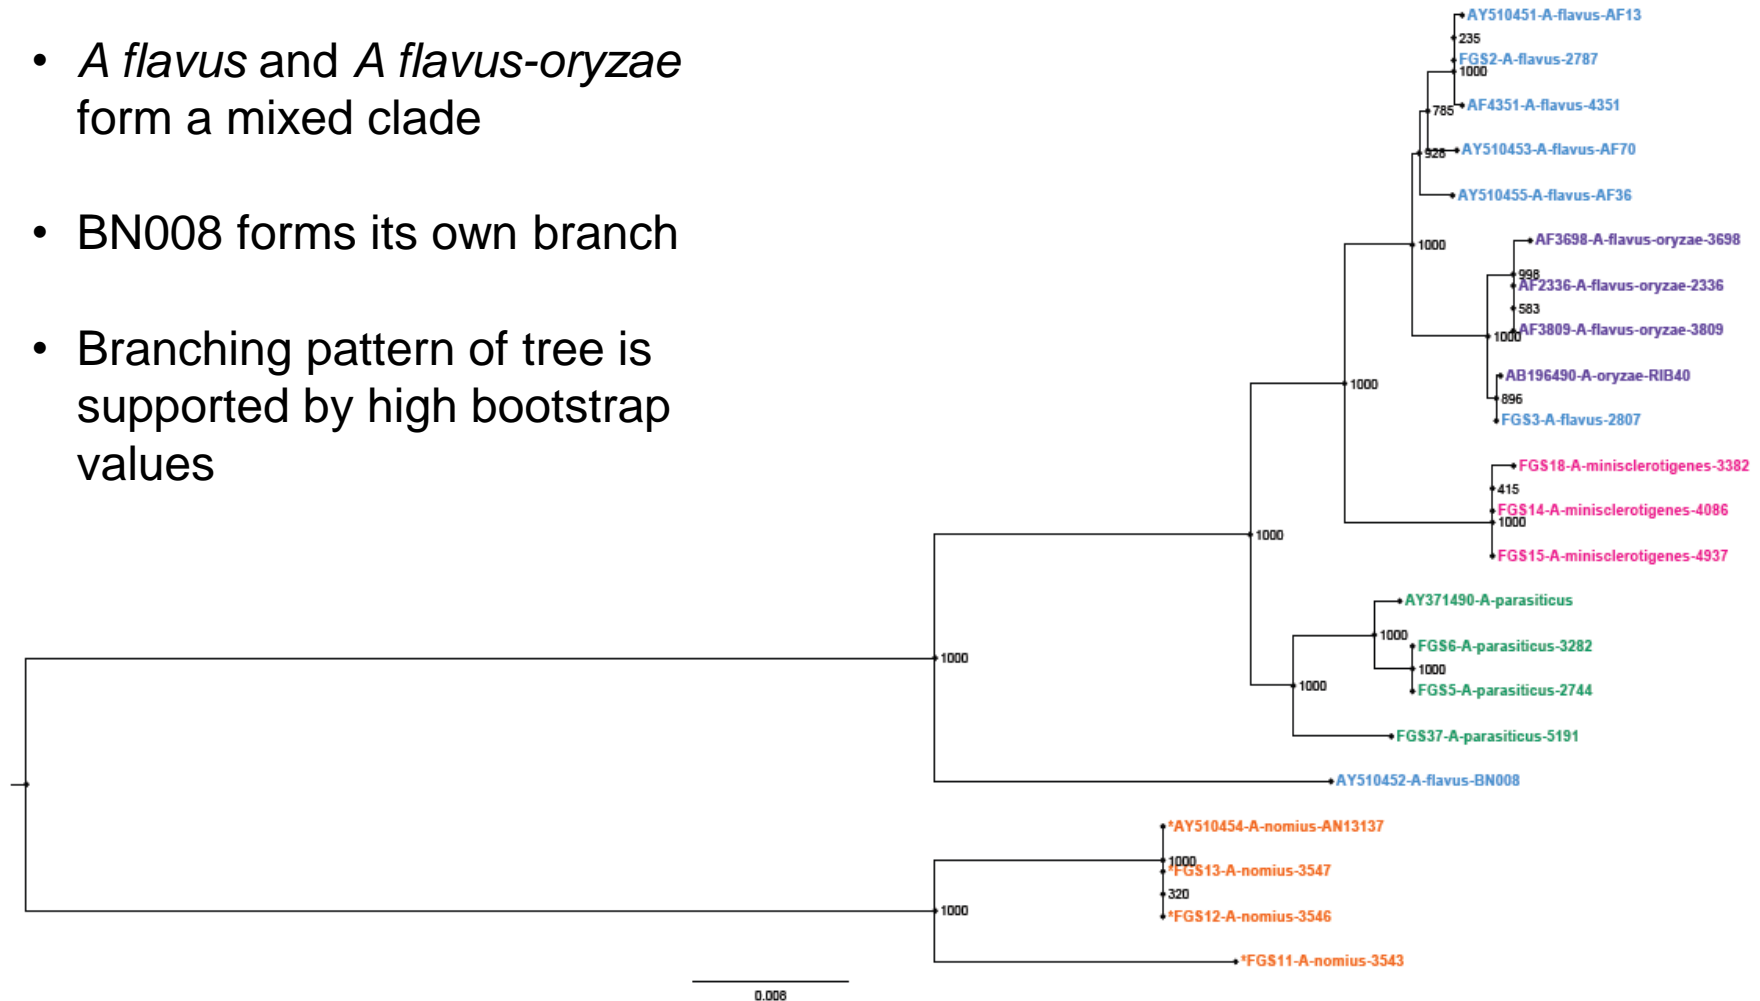 • A flavus and A flavus-oryzae
form a mixed clade
• BN008 forms its own branch
• Branching pattern of tree is
supported by high bootstrap
values
AY510451-A-flavus-AF13
235
FGS2-A-flavus-2787
1000
AF4351-A-flavus-4351
785
AY510453-A-flavus-AF70
928
AY510455-A-flavus-AF36
AF3698-A-flavus-oryzae-3698
1000
998
AF2336-A-flavus-oryzae-2336
583
AF3809-A-flavus-oryzae-3809
1000
AB196490-A-oryzae-RIB40
1000
896
FGS3-A-flavus-2807
FGS18-A-minisclerotigenes-3382
415
FGS14-A-minisclerotigenes-4086
1000
1000
FGS15-A-minisclerotigenes-4937
AY371490-A-parasiticus
1000
FGS6-A-parasiticus-3282
1000
1000
1000
FGS5-A-parasiticus-2744
FGS37-A-parasiticus-5191
AY510452-A-flavus-BN008
*AY510454-A-nomius-AN13137
1000
*FGS13-A-nomius-3547
320
1000
*FGS12-A-nomius-3546
*FGS11-A-nomius-3543
0.006